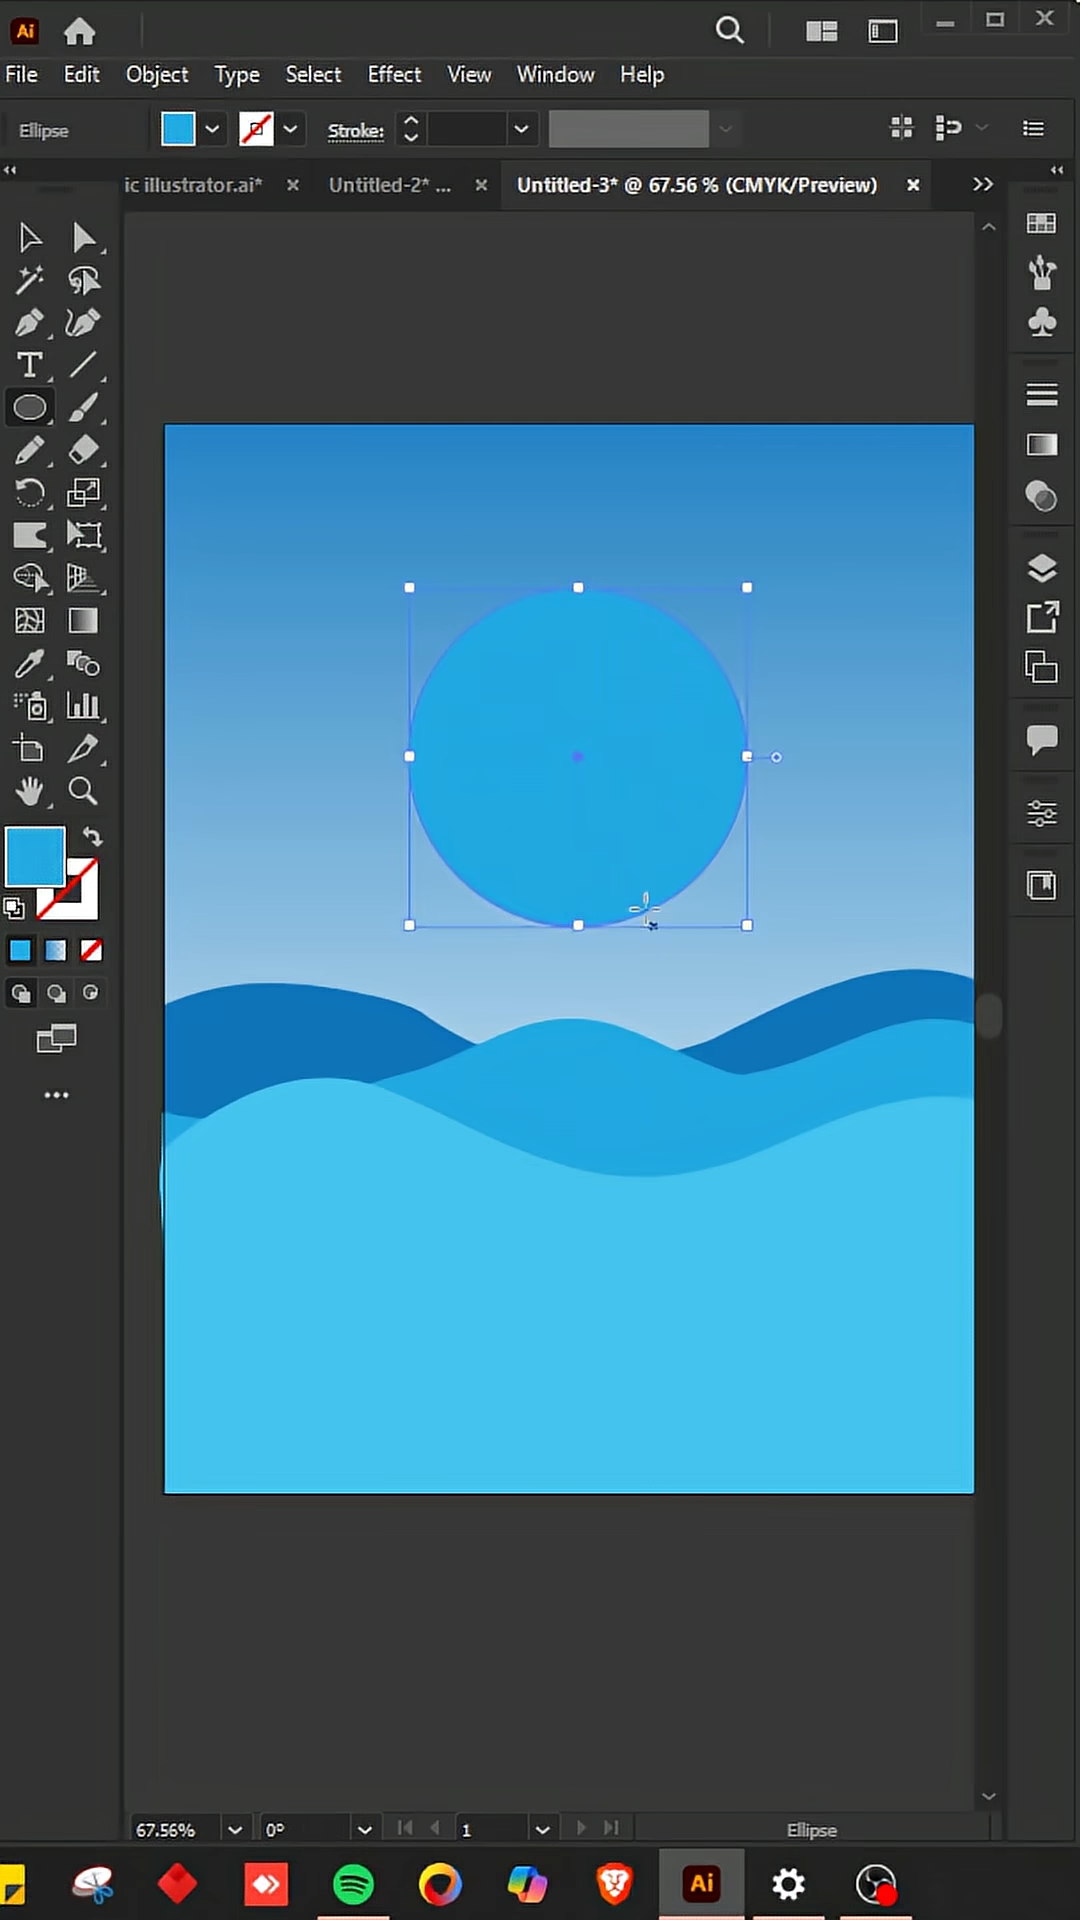 Ai
File Edit Object Type Select Effect View Window Help
Ellipse Stroke:
ic illustrator.ai* × Untitled-2* ... × Untitled-3* @ 67.56 % (CMYK/Preview) ×
T
67.56% 0° 1 Ellipse
Ai